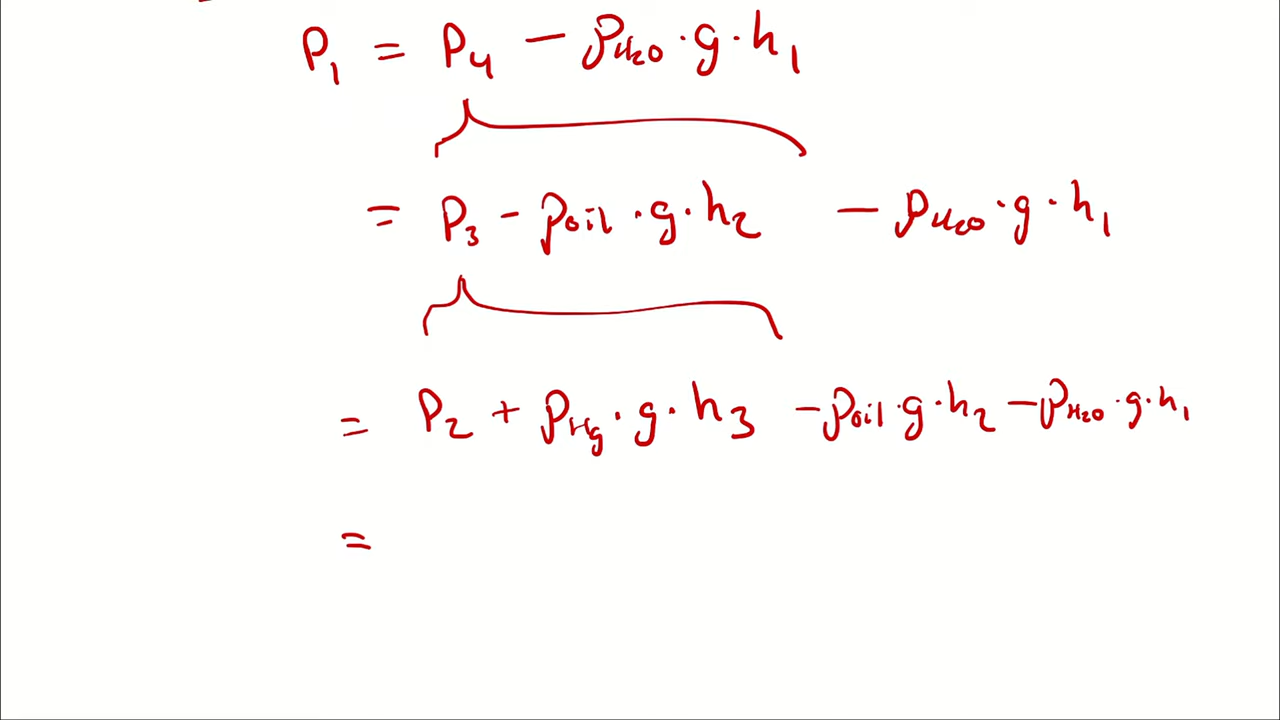 P₁ = P₄ − ρH₂O · g · h₁
= P₃ − ρoil · g · h₂ − ρH₂O · g · h₁
= P₂ + ρHg · g · h₃ − ρoil · g · h₂ − ρH₂O · g · h₁
=